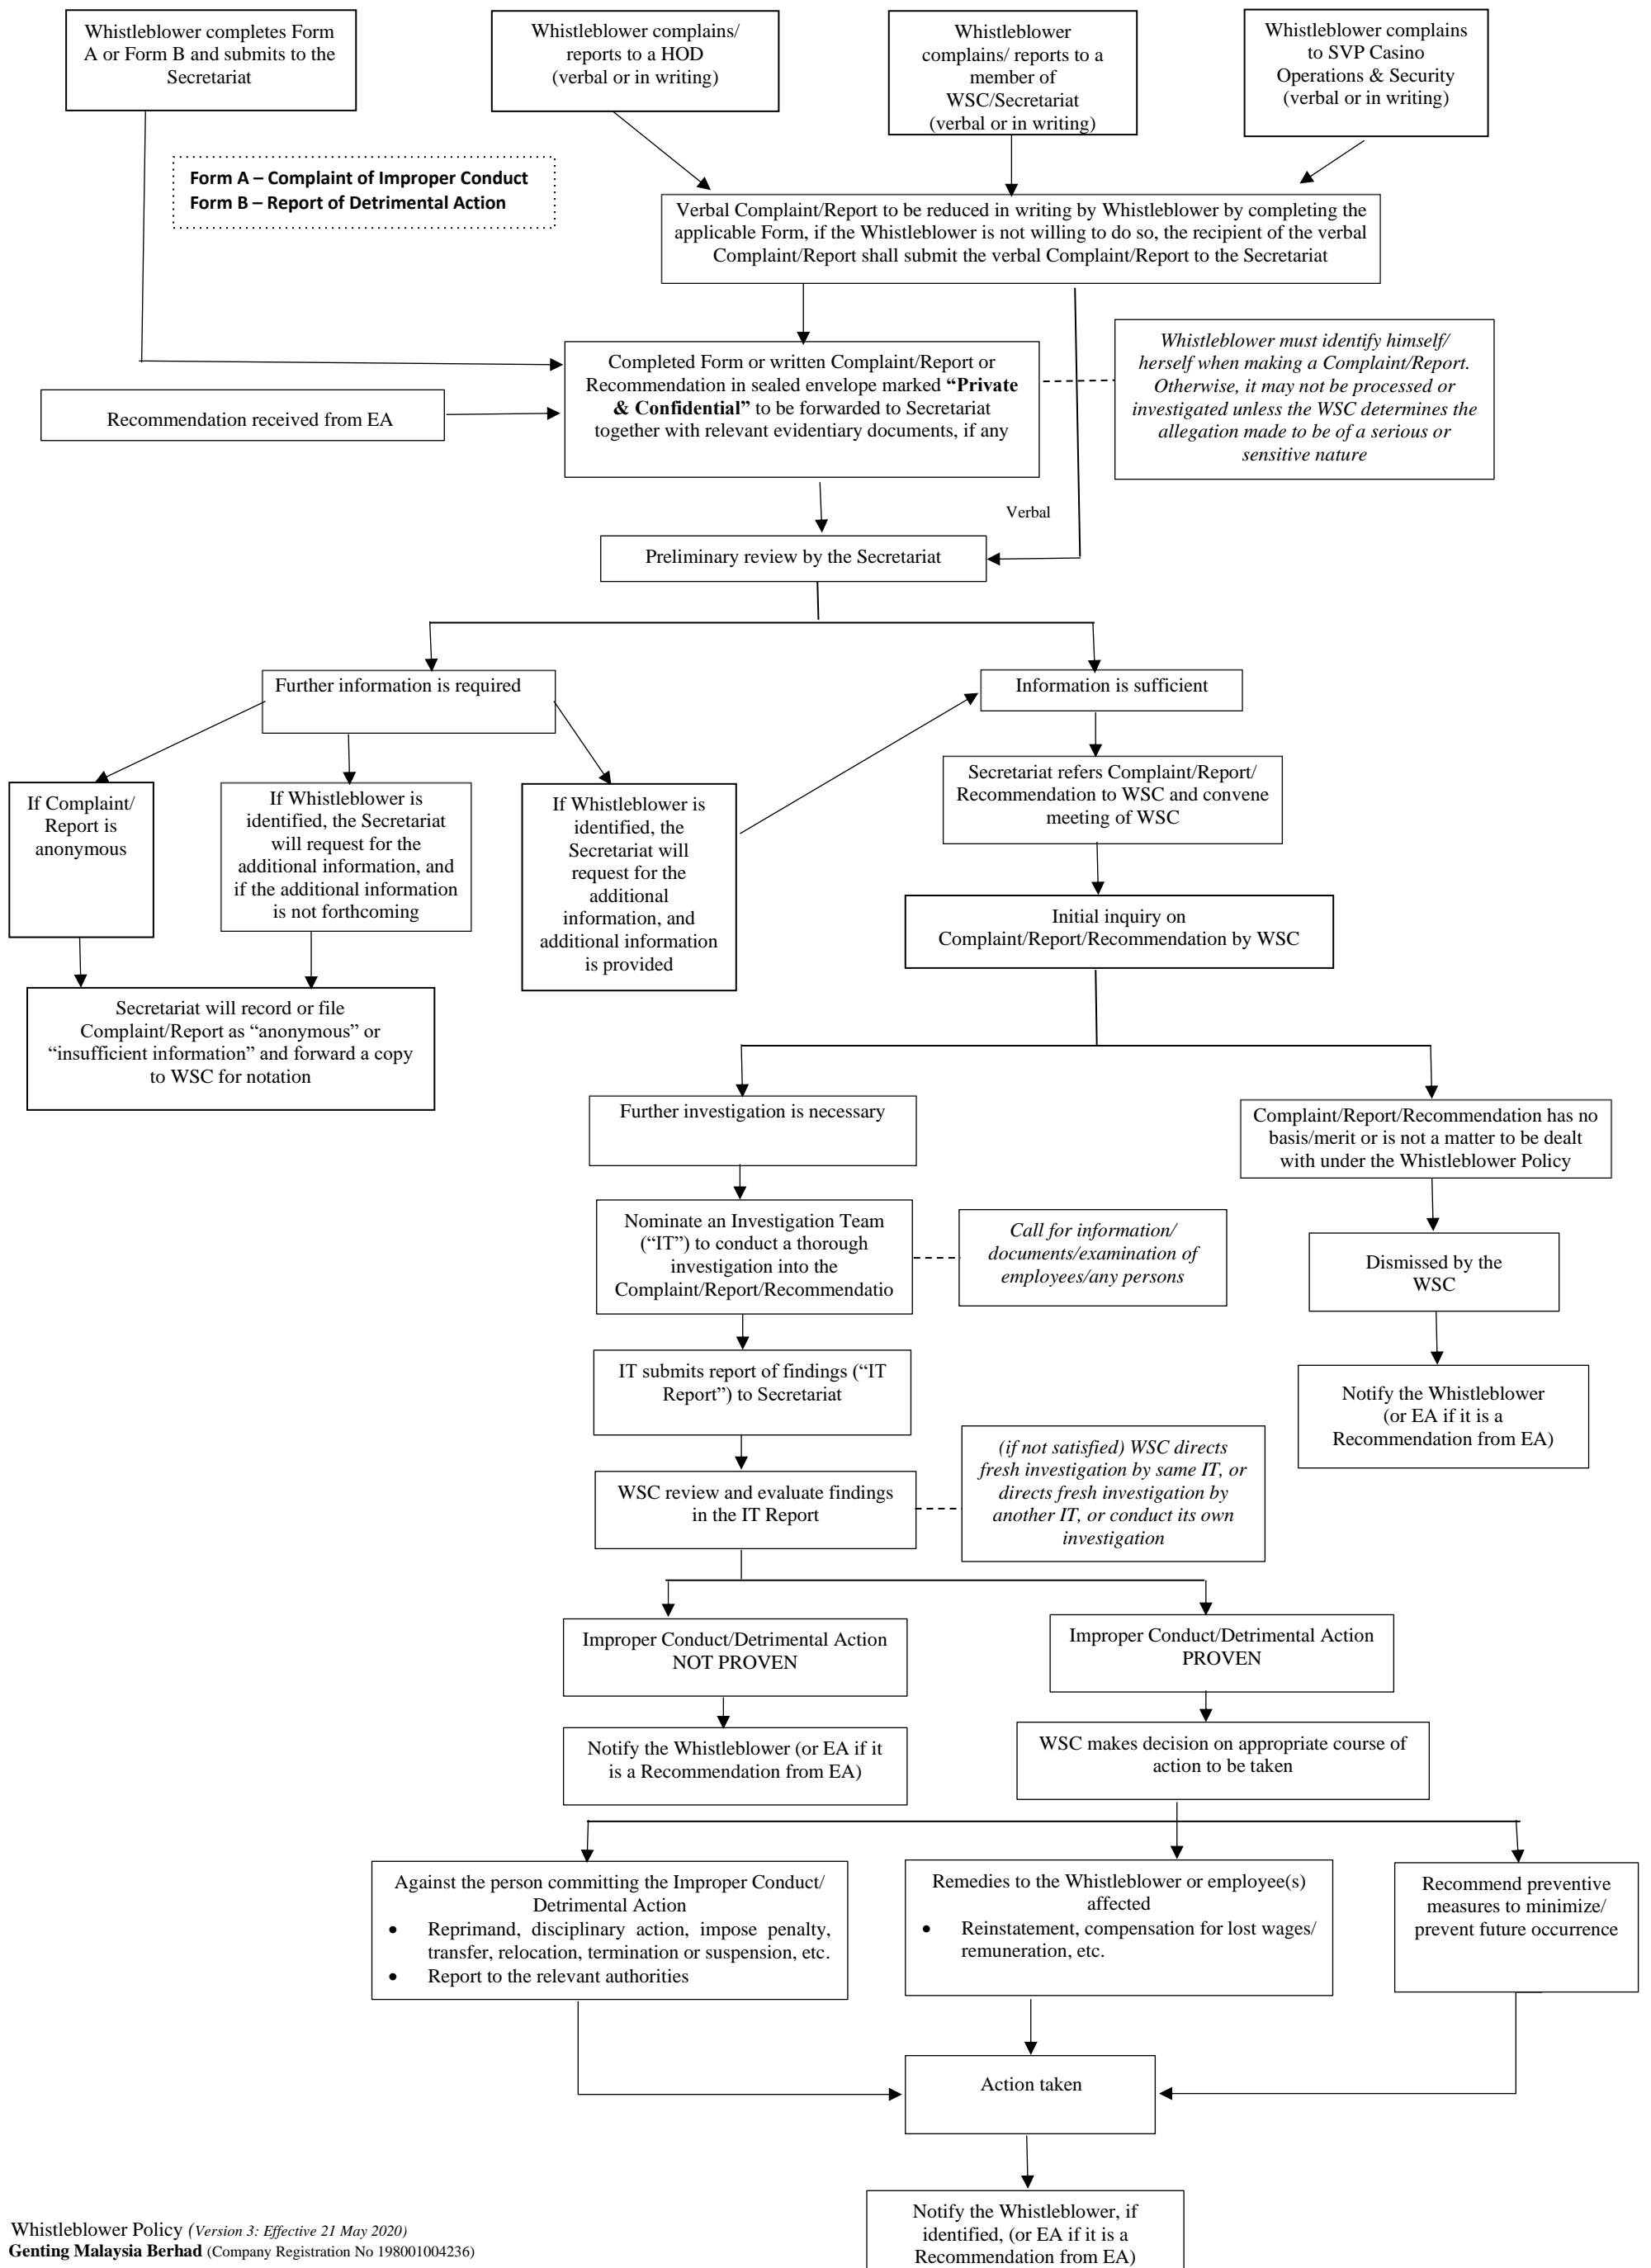 Whistleblower completes Form
A or Form B and submits to the
Secretariat
Whistleblower complains/
reports to a HOD
(verbal or in writing)
Whistleblower
complains/ reports to a
member of
WSC/Secretariat
(verbal or in writing)
Whistleblower complains
to SVP Casino
Operations & Security
(verbal or in writing)
Form A – Complaint of Improper Conduct
Form B – Report of Detrimental Action
Verbal Complaint/Report to be reduced in writing by Whistleblower by completing the
applicable Form, if the Whistleblower is not willing to do so, the recipient of the verbal
Complaint/Report shall submit the verbal Complaint/Report to the Secretariat
Completed Form or written Complaint/Report or
Recommendation in sealed envelope marked “Private
& Confidential” to be forwarded to Secretariat
together with relevant evidentiary documents, if any
Whistleblower must identify himself/
herself when making a Complaint/Report.
Otherwise, it may not be processed or
investigated unless the WSC determines the
allegation made to be of a serious or
sensitive nature
Recommendation received from EA
Verbal
Preliminary review by the Secretariat
Further information is required
Information is sufficient
If Complaint/
Report is
anonymous
If Whistleblower is
identified, the Secretariat
will request for the
additional information, and
if the additional information
is not forthcoming
If Whistleblower is
identified, the
Secretariat will
request for the
additional
information, and
additional information
is provided
Secretariat refers Complaint/Report/
Recommendation to WSC and convene
meeting of WSC
Initial inquiry on
Complaint/Report/Recommendation by WSC
Secretariat will record or file
Complaint/Report as “anonymous” or
“insufficient information” and forward a copy
to WSC for notation
Further investigation is necessary
Complaint/Report/Recommendation has no
basis/merit or is not a matter to be dealt
with under the Whistleblower Policy
Nominate an Investigation Team
(“IT”) to conduct a thorough
investigation into the
Complaint/Report/Recommendatio
Call for information/
documents/examination of
employees/any persons
Dismissed by the
WSC
IT submits report of findings (“IT
Report”) to Secretariat
Notify the Whistleblower
(or EA if it is a
Recommendation from EA)
WSC review and evaluate findings
in the IT Report
(if not satisfied) WSC directs
fresh investigation by same IT, or
directs fresh investigation by
another IT, or conduct its own
investigation
Improper Conduct/Detrimental Action
NOT PROVEN
Improper Conduct/Detrimental Action
PROVEN
Notify the Whistleblower (or EA if it
is a Recommendation from EA)
WSC makes decision on appropriate course of
action to be taken
Against the person committing the Improper Conduct/
Detrimental Action
• Reprimand, disciplinary action, impose penalty,
transfer, relocation, termination or suspension, etc.
• Report to the relevant authorities
Remedies to the Whistleblower or employee(s)
affected
• Reinstatement, compensation for lost wages/
remuneration, etc.
Recommend preventive
measures to minimize/
prevent future occurrence
Action taken
Notify the Whistleblower, if
identified, (or EA if it is a
Recommendation from EA)
Whistleblower Policy (Version 3: Effective 21 May 2020)
Genting Malaysia Berhad (Company Registration No 198001004236)